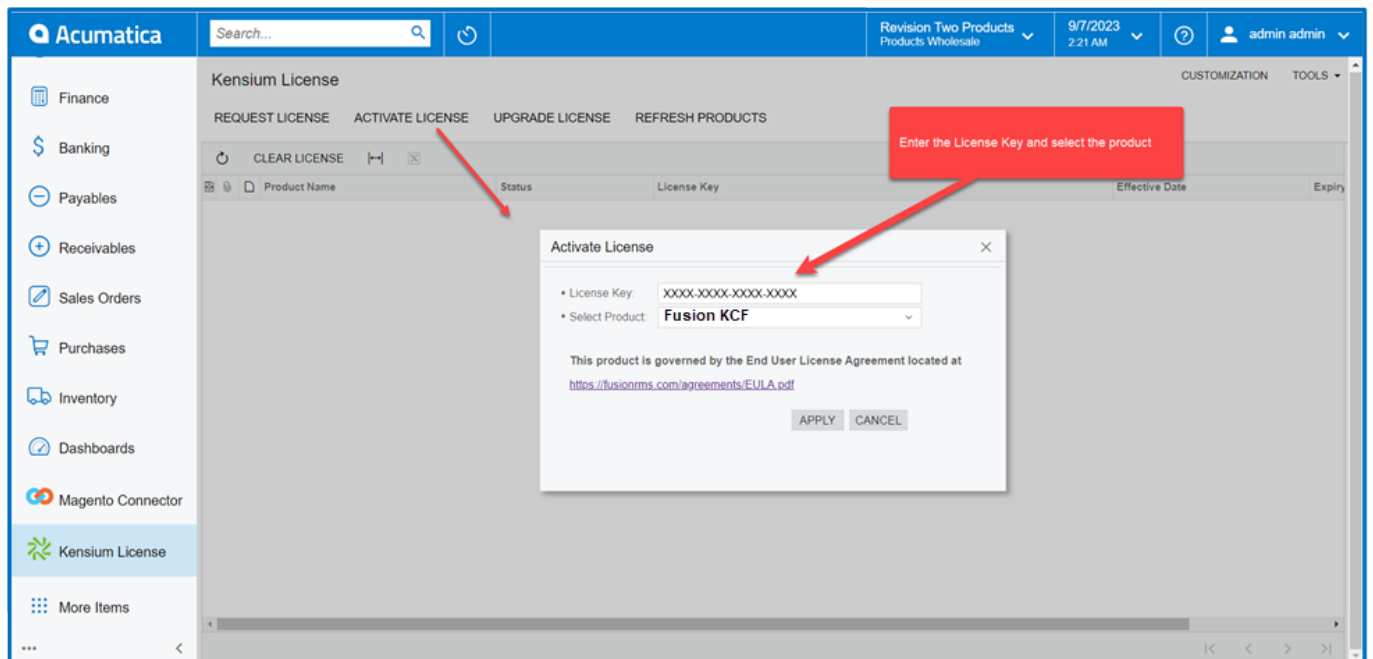 Acumatica
Search...
Revision Two Products
Products Wholesale
9/7/2023
2:21 AM
admin admin
Finance
Banking
Payables
Receivables
Sales Orders
Purchases
Inventory
Dashboards
Magento Connector
Kensium License
More Items
Kensium License
CUSTOMIZATION TOOLS
REQUEST LICENSE ACTIVATE LICENSE UPGRADE LICENSE REFRESH PRODUCTS
Enter the License Key and select the product
CLEAR LICENSE
Product Name Status License Key Effective Date Expiry
Activate License
• License Key: XXXX-XXXX-XXXX-XXXX
• Select Product: Fusion KCF
This product is governed by the End User License Agreement located at
https://fusionrms.com/agreements/EULA.pdf
APPLY CANCEL